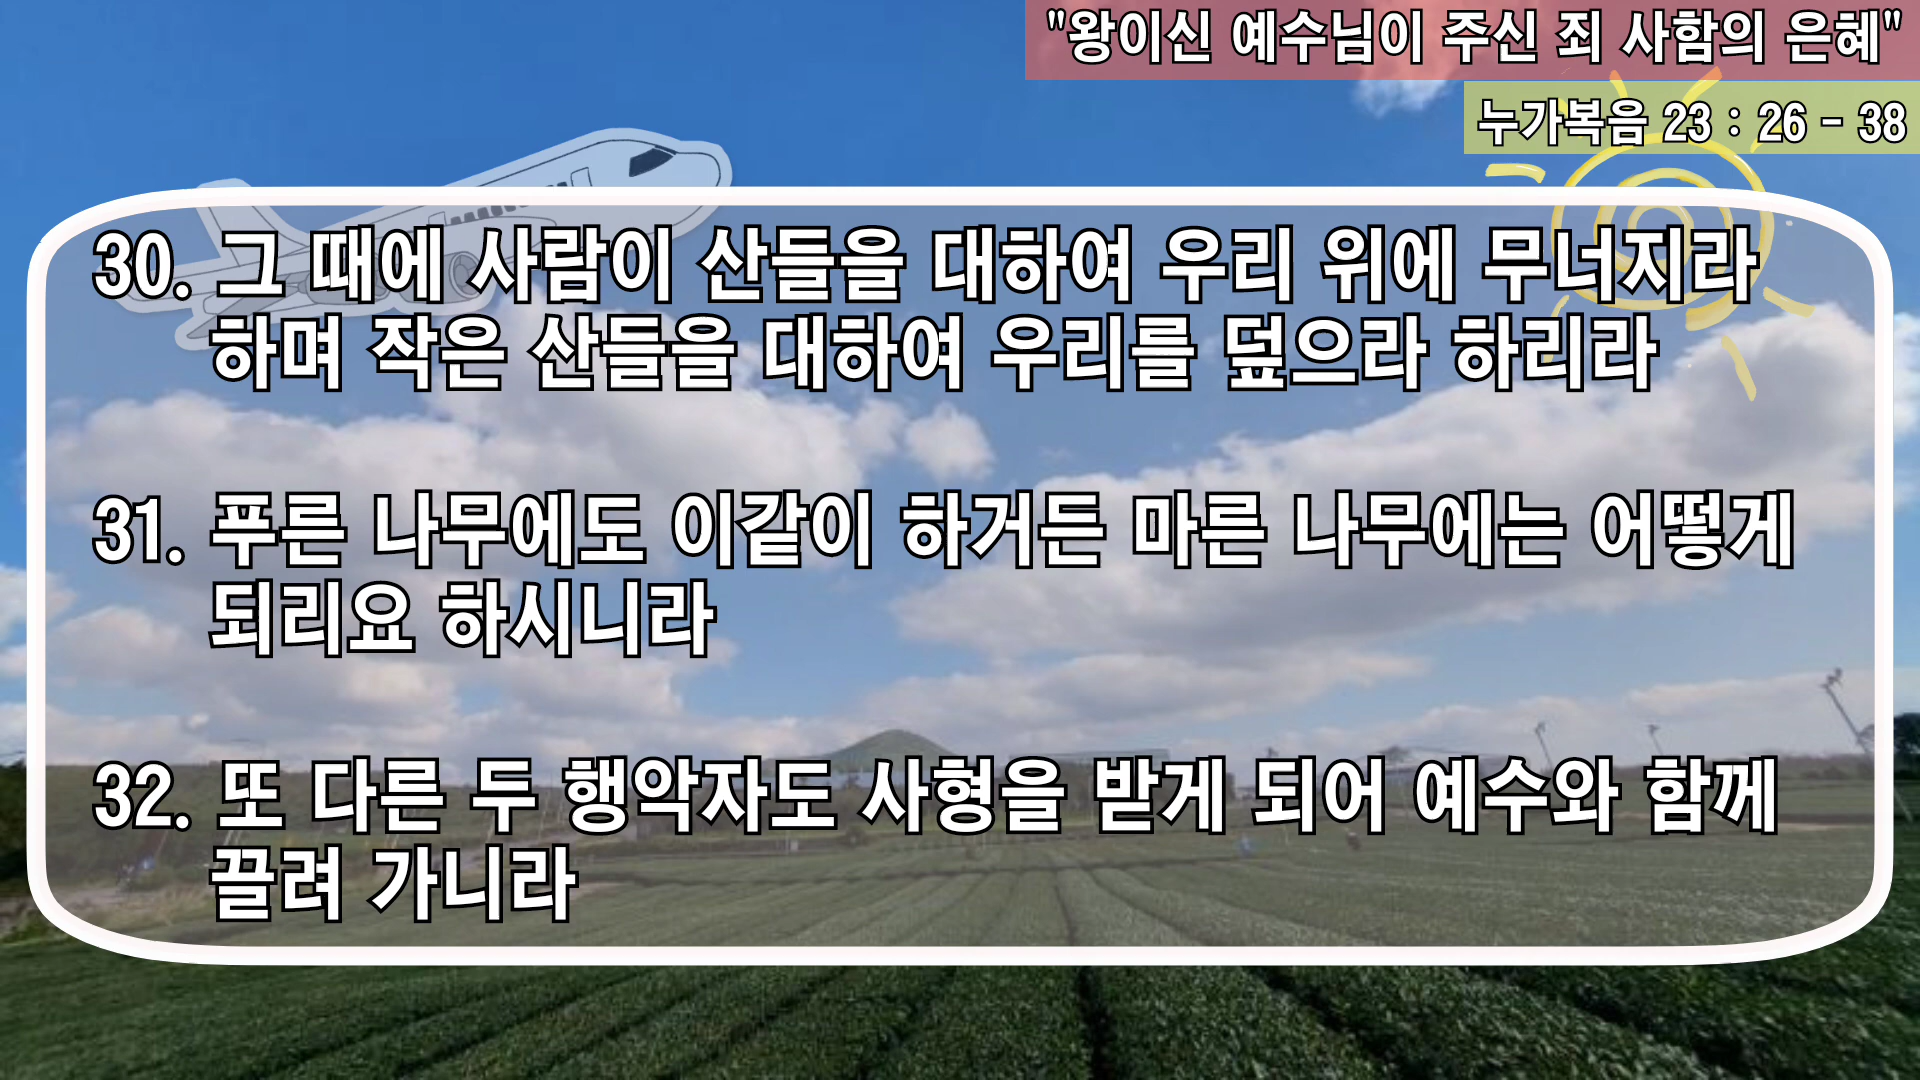 "왕이신 예수님이 주신 죄 사함의 은혜"
누가복음 23 : 26 - 38
30. 그 때에 사람이 산들을 대하여 우리 위에 무너지라
하며 작은 산들을 대하여 우리를 덮으라 하리라
31. 푸른 나무에도 이같이 하거든 마른 나무에는 어떻게
되리요 하시니라
32. 또 다른 두 행악자도 사형을 받게 되어 예수와 함께
끌려 가니라